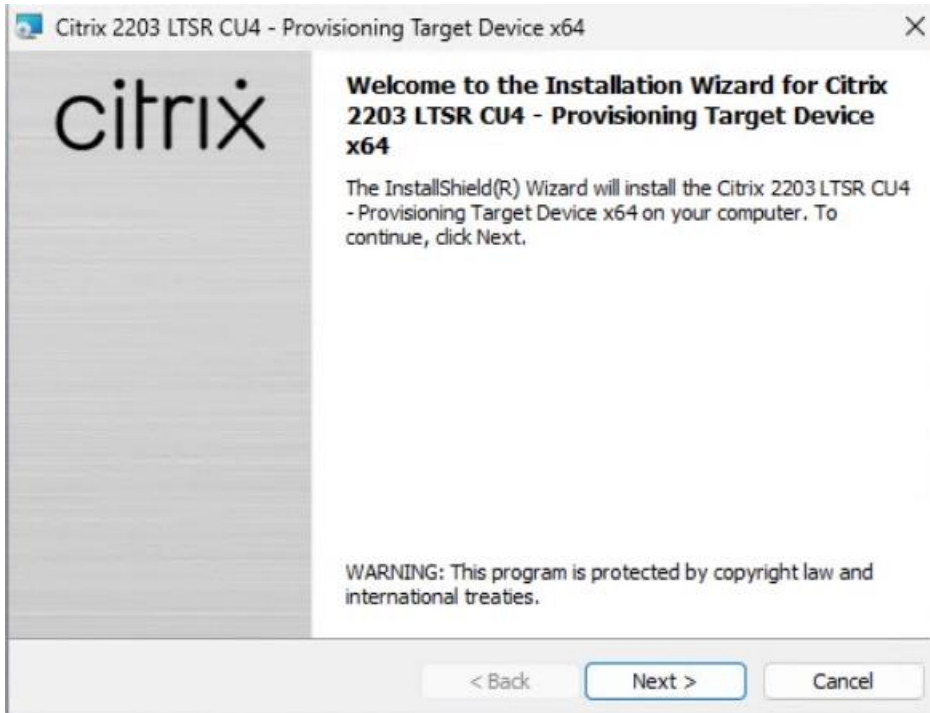 Citrix 2203 LTSR CU4 - Provisioning Target Device x64
citrix
Welcome to the Installation Wizard for Citrix
2203 LTSR CU4 - Provisioning Target Device
x64
The InstallShield(R) Wizard will install the Citrix 2203 LTSR CU4
- Provisioning Target Device x64 on your computer. To
continue, click Next.
WARNING: This program is protected by copyright law and
international treaties.
< Back Next > Cancel